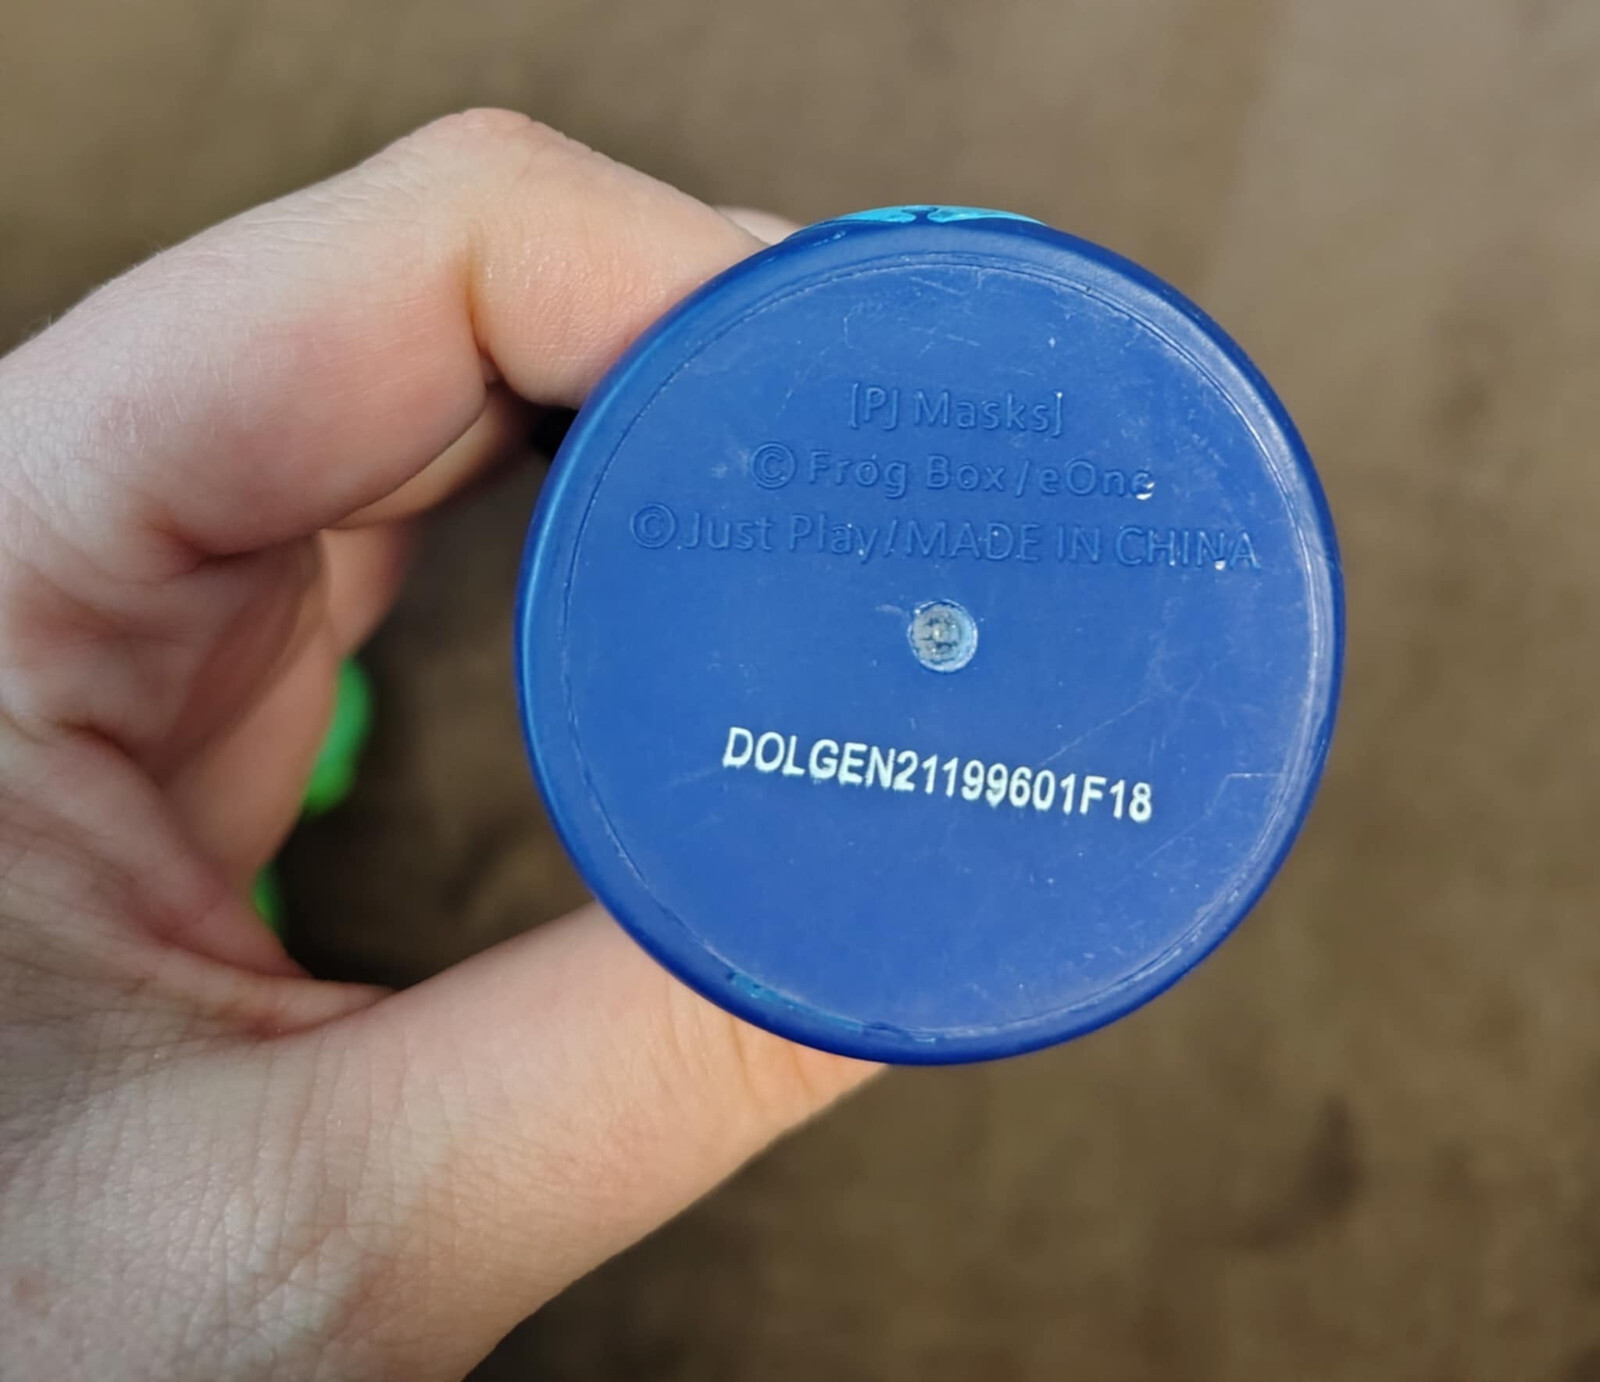 [PJ Masks]
© Frog Box / eOne
© Just Play / MADE IN CHINA
DOLGEN21199601F18